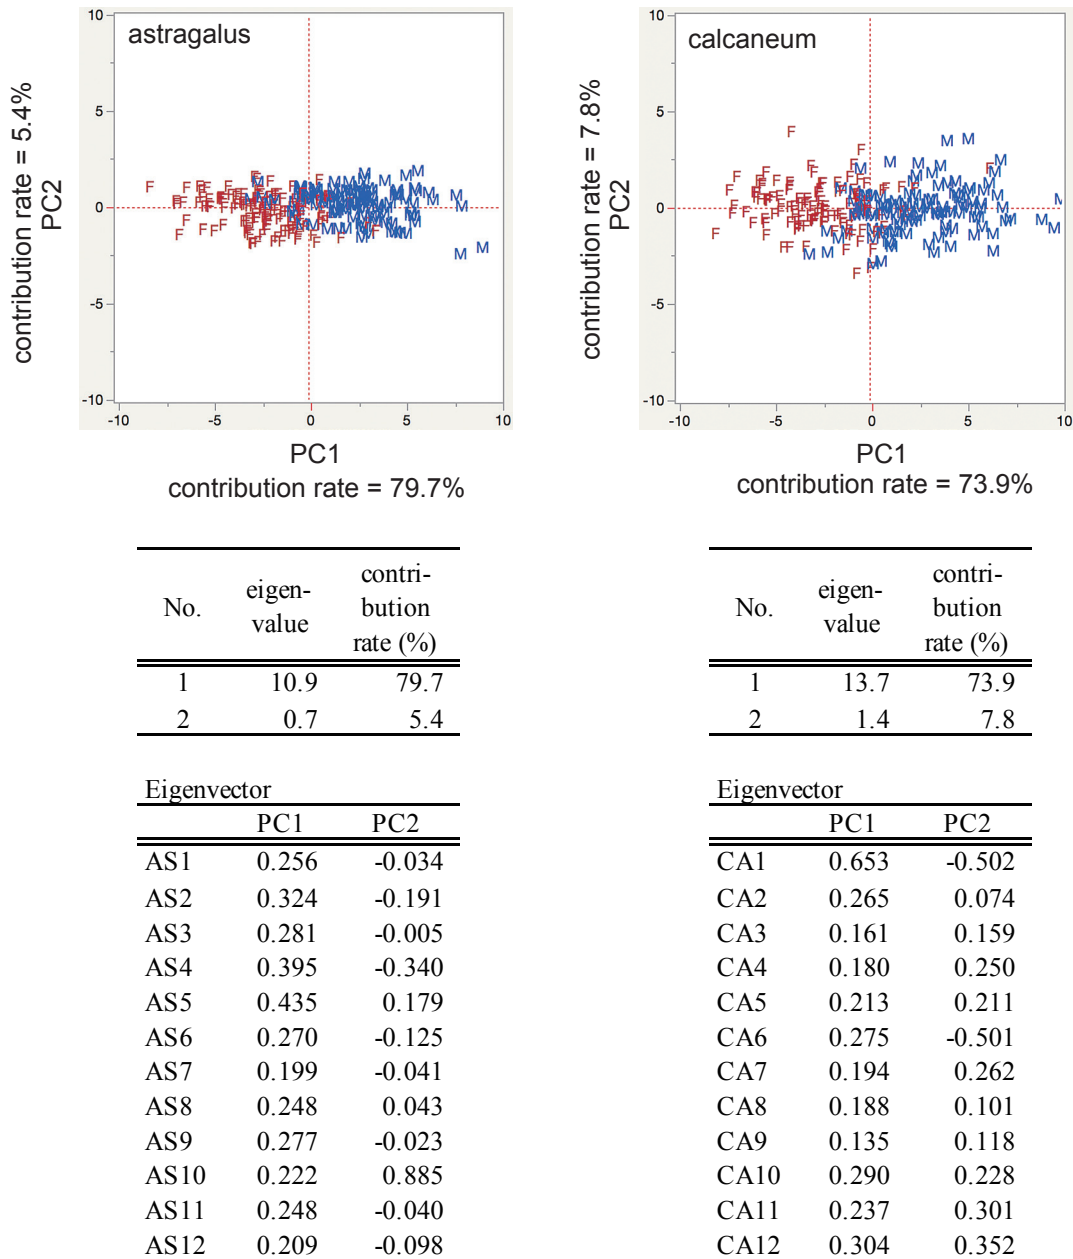 astragalus
10
5
0
-5
-10
-10
-5
0
5
10
contribution rate = 5.4%
PC2
PC1
contribution rate = 79.7%
calcaneum
10
5
0
-5
-10
-10
-5
0
5
10
contribution rate = 7.8%
PC2
PC1
contribution rate = 73.9%
No. eigen-value contri-bution rate (%)
1 10.9 79.7
2 0.7 5.4
Eigenvector
PC1 PC2
AS1 0.256 -0.034
AS2 0.324 -0.191
AS3 0.281 -0.005
AS4 0.395 -0.340
AS5 0.435 0.179
AS6 0.270 -0.125
AS7 0.199 -0.041
AS8 0.248 0.043
AS9 0.277 -0.023
AS10 0.222 0.885
AS11 0.248 -0.040
AS12 0.209 -0.098
No. eigen-value contri-bution rate (%)
1 13.7 73.9
2 1.4 7.8
Eigenvector
PC1 PC2
CA1 0.653 -0.502
CA2 0.265 0.074
CA3 0.161 0.159
CA4 0.180 0.250
CA5 0.213 0.211
CA6 0.275 -0.501
CA7 0.194 0.262
CA8 0.188 0.101
CA9 0.135 0.118
CA10 0.290 0.228
CA11 0.237 0.301
CA12 0.304 0.352